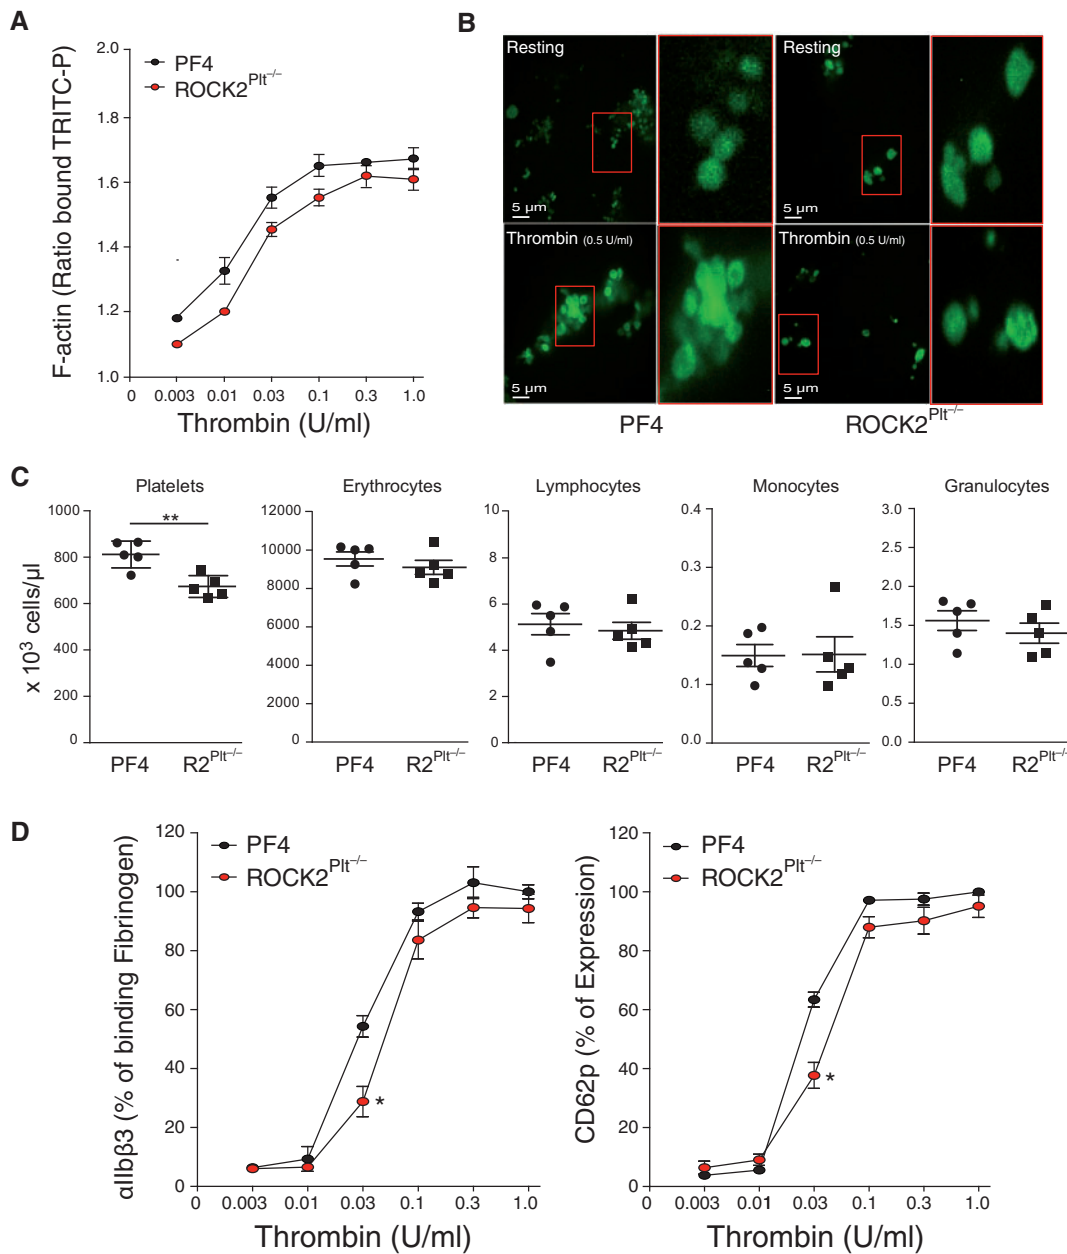 A
F-actin (Ratio bound TRITC-P)
2.0
1.8
1.6
1.4
1.2
1.0
PF4
ROCK2Plt−/−
0 0.003 0.01 0.03 0.1 0.3 1.0
Thrombin (U/ml)
B
Resting
5 µm
Resting
5 µm
Thrombin (0.5 U/ml)
5 µm
Thrombin (0.5 U/ml)
5 µm
PF4 ROCK2Plt−/−
C
x 10³ cells/µl
Platelets
1000
800
600
400
200
0
**
PF4 R2Plt−/−
Erythrocytes
12000
10000
8000
6000
4000
2000
0
PF4 R2Plt−/−
Lymphocytes
10
8
6
4
2
0
PF4 R2Plt−/−
Monocytes
0.4
0.3
0.2
0.1
0.0
PF4 R2Plt−/−
Granulocytes
3.0
2.5
2.0
1.5
1.0
0.5
0.0
PF4 R2Plt−/−
D
αIIbβ3 (% of binding Fibrinogen)
120
100
80
60
40
20
0
PF4
ROCK2Plt−/−
*
0 0.003 0.01 0.03 0.1 0.3 1.0
Thrombin (U/ml)
CD62p (% of Expression)
120
100
80
60
40
20
0
PF4
ROCK2Plt−/−
*
0 0.003 0.01 0.03 0.1 0.3 1.0
Thrombin (U/ml)